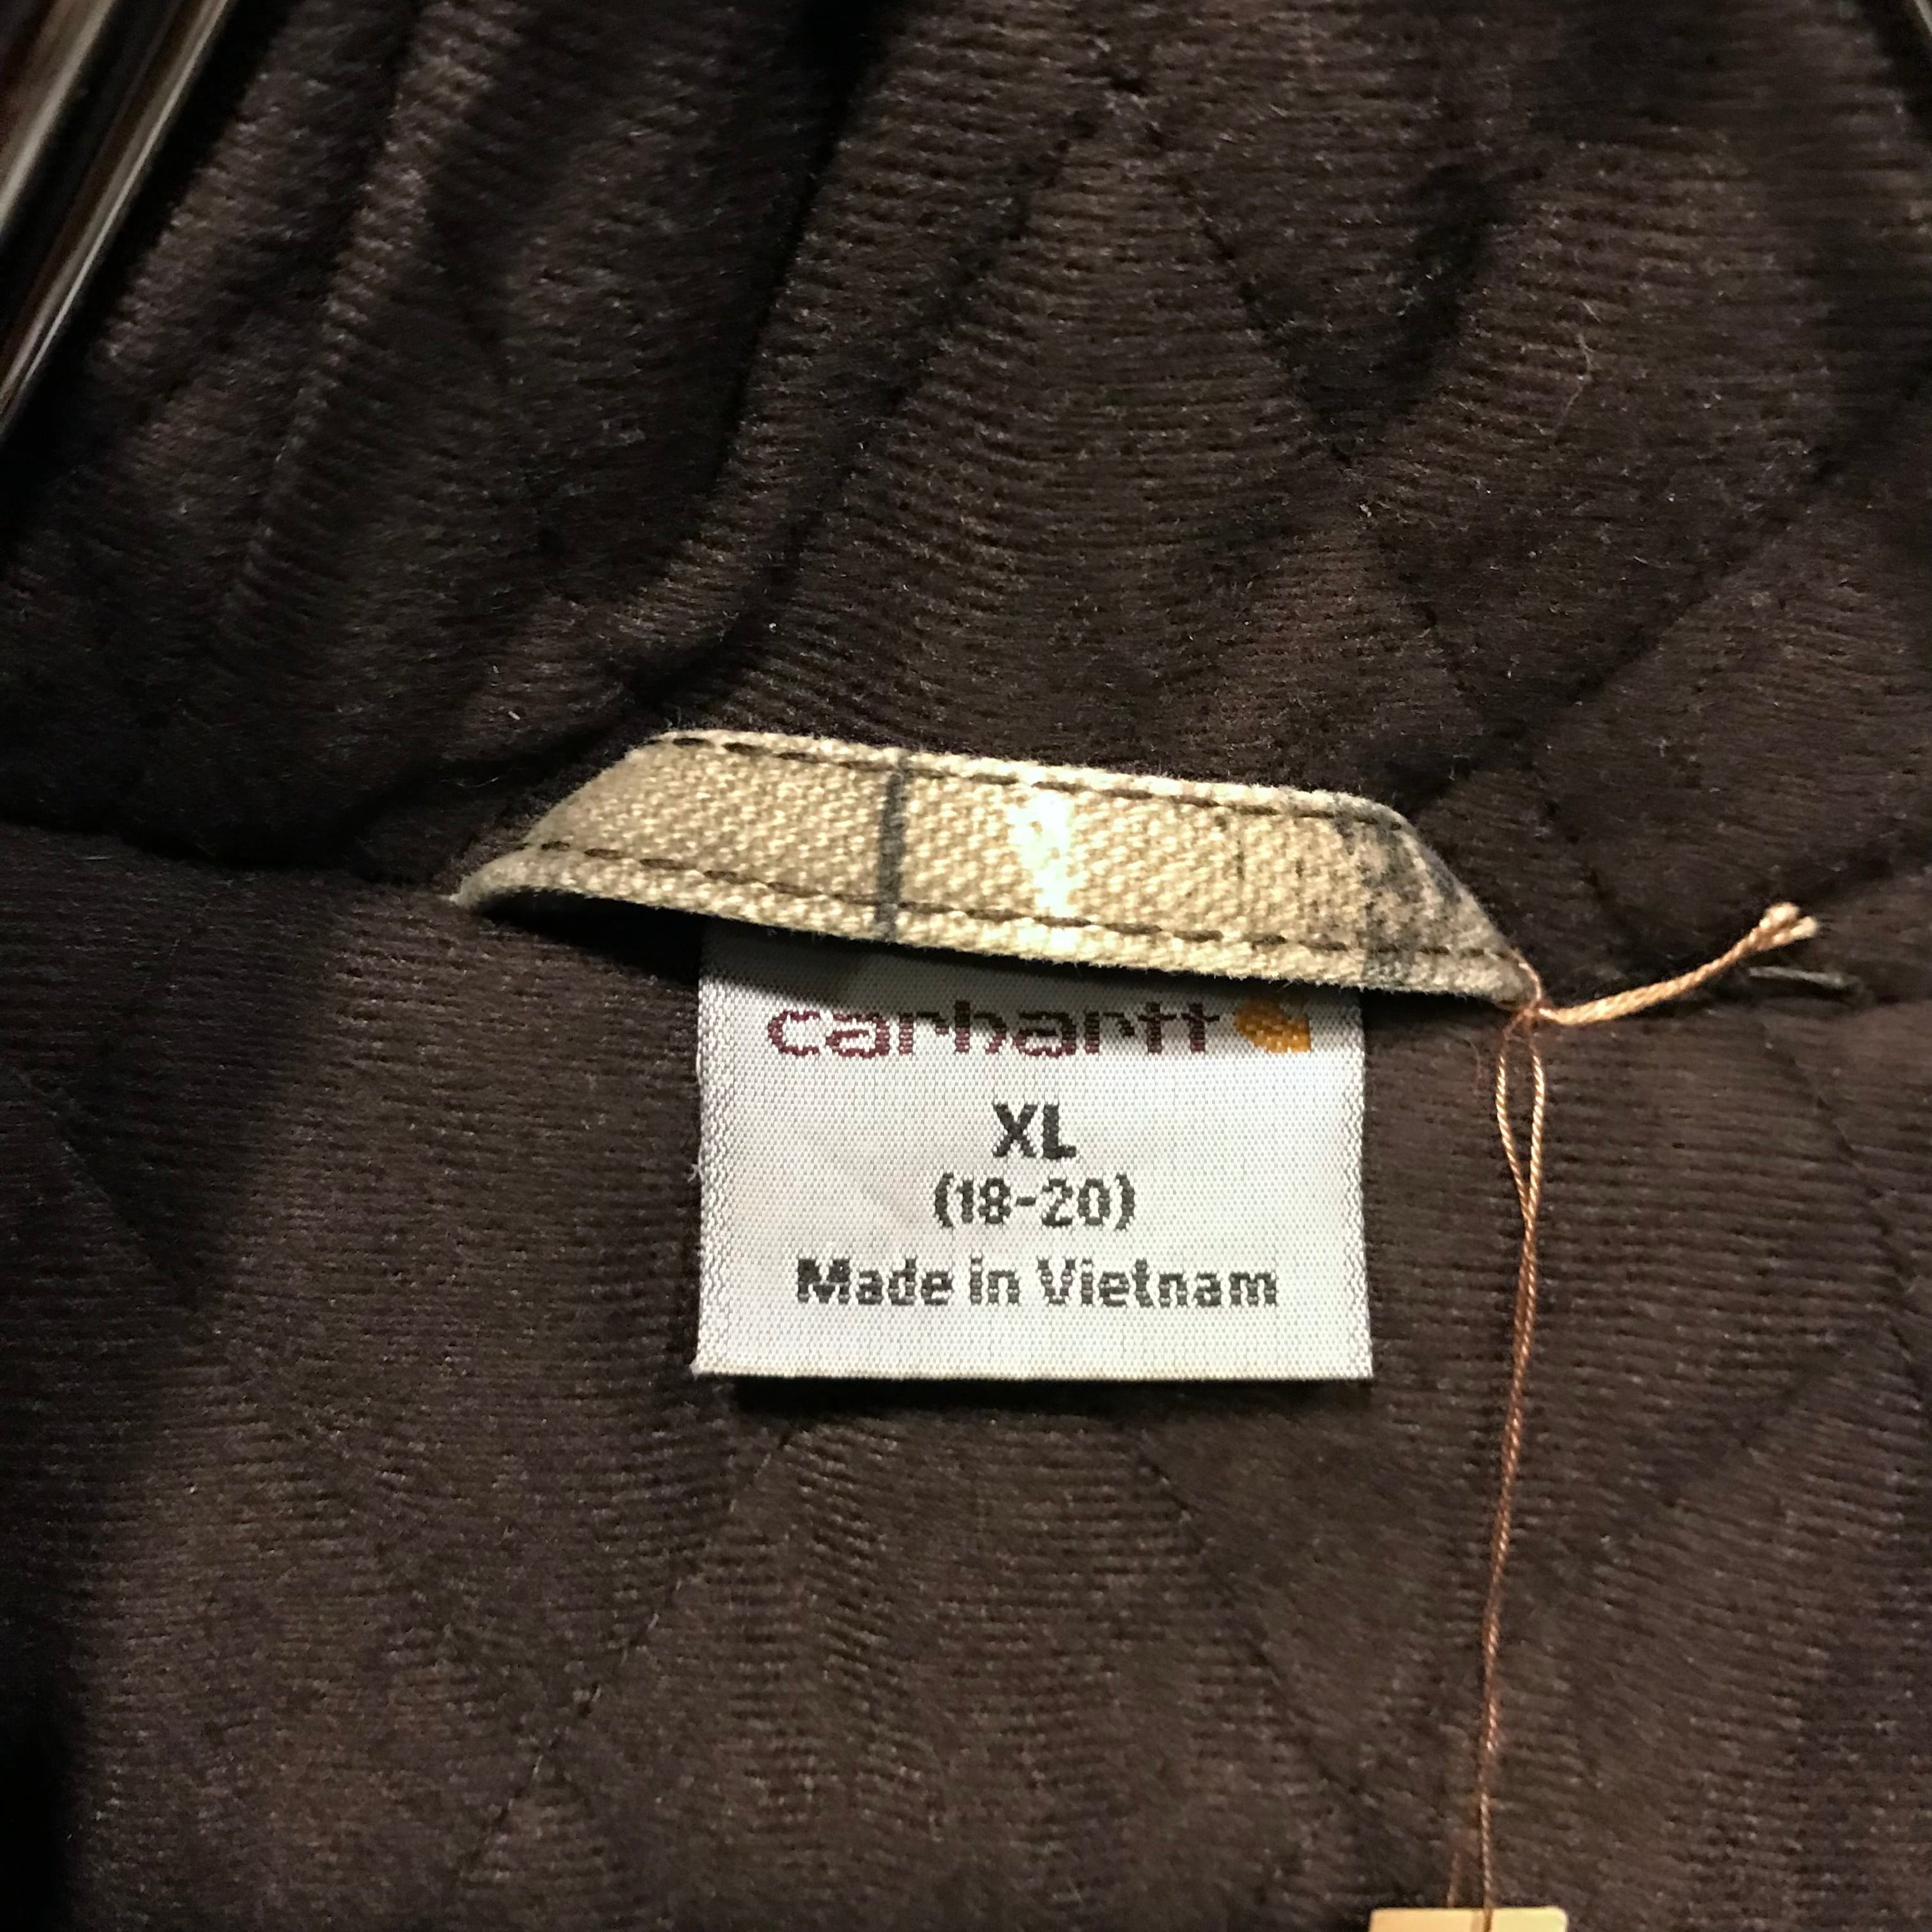 carhartt
XL
(18-20)
Made in Vietnam